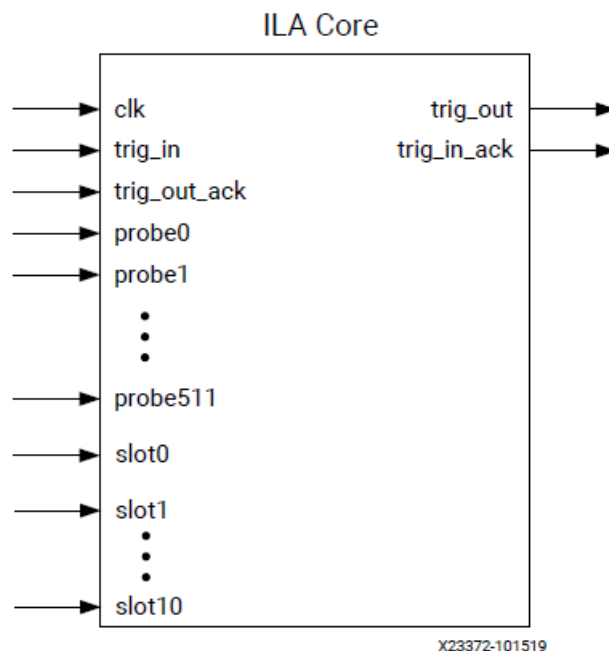 ILA Core
clk
trig_out
trig_in
trig_in_ack
trig_out_ack
probe0
probe1
probe511
slot0
slot1
slot10
X23372-101519